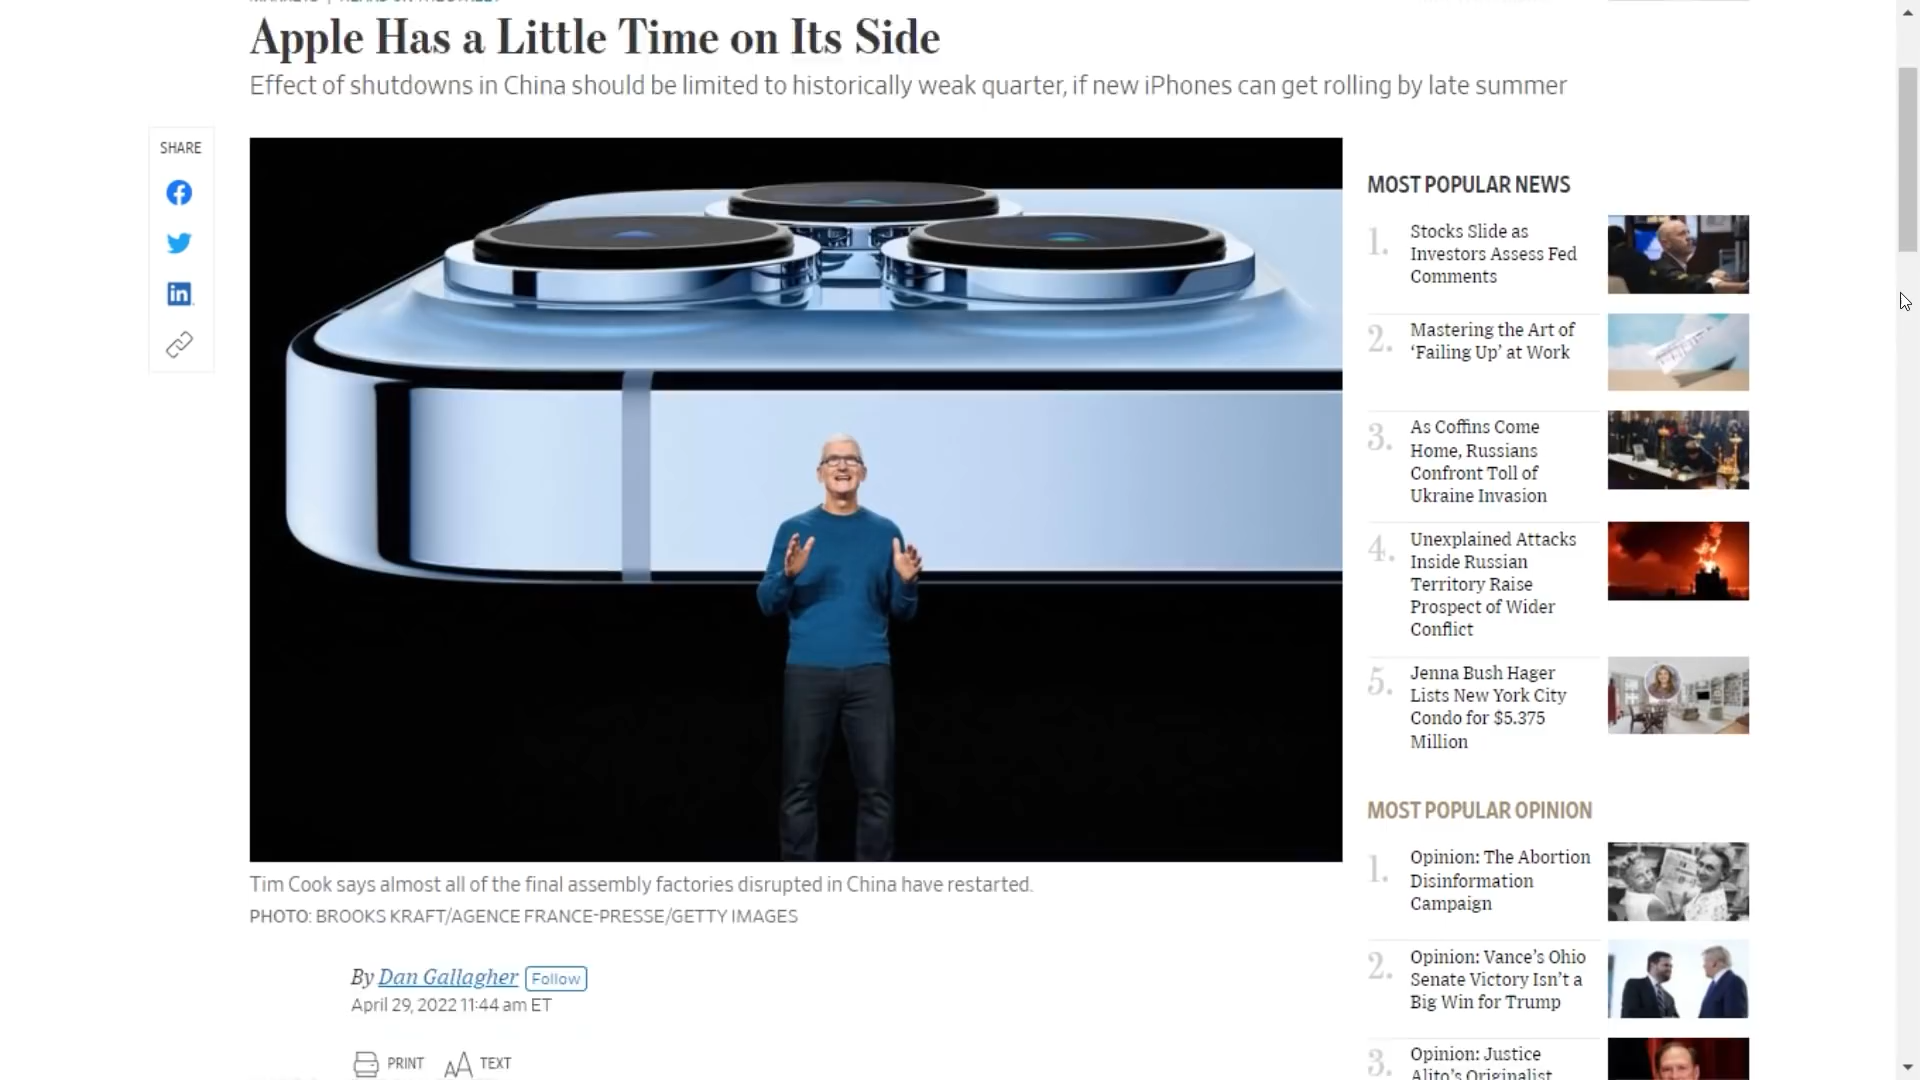 Apple Has a Little Time on Its Side
Effect of shutdowns in China should be limited to historically weak quarter, if new iPhones can get rolling by late summer
SHARE
in
Tim Cook says almost all of the final assembly factories disrupted in China have restarted.
PHOTO: BROOKS KRAFT/AGENCE FRANCE-PRESSE/GETTY IMAGES
By Dan Gallagher Follow
April 29, 2022 11:44 am ET
PRINT AA TEXT
MOST POPULAR NEWS
1. Stocks Slide as
Investors Assess Fed
Comments
2. Mastering the Art of
‘Failing Up’ at Work
3. As Coffins Come
Home, Russians
Confront Toll of
Ukraine Invasion
4. Unexplained Attacks
Inside Russian
Territory Raise
Prospect of Wider
Conflict
5. Jenna Bush Hager
Lists New York City
Condo for $5.375
Million
MOST POPULAR OPINION
1. Opinion: The Abortion
Disinformation
Campaign
2. Opinion: Vance’s Ohio
Senate Victory Isn’t a
Big Win for Trump
3. Opinion: Justice
Alito’s Originalist